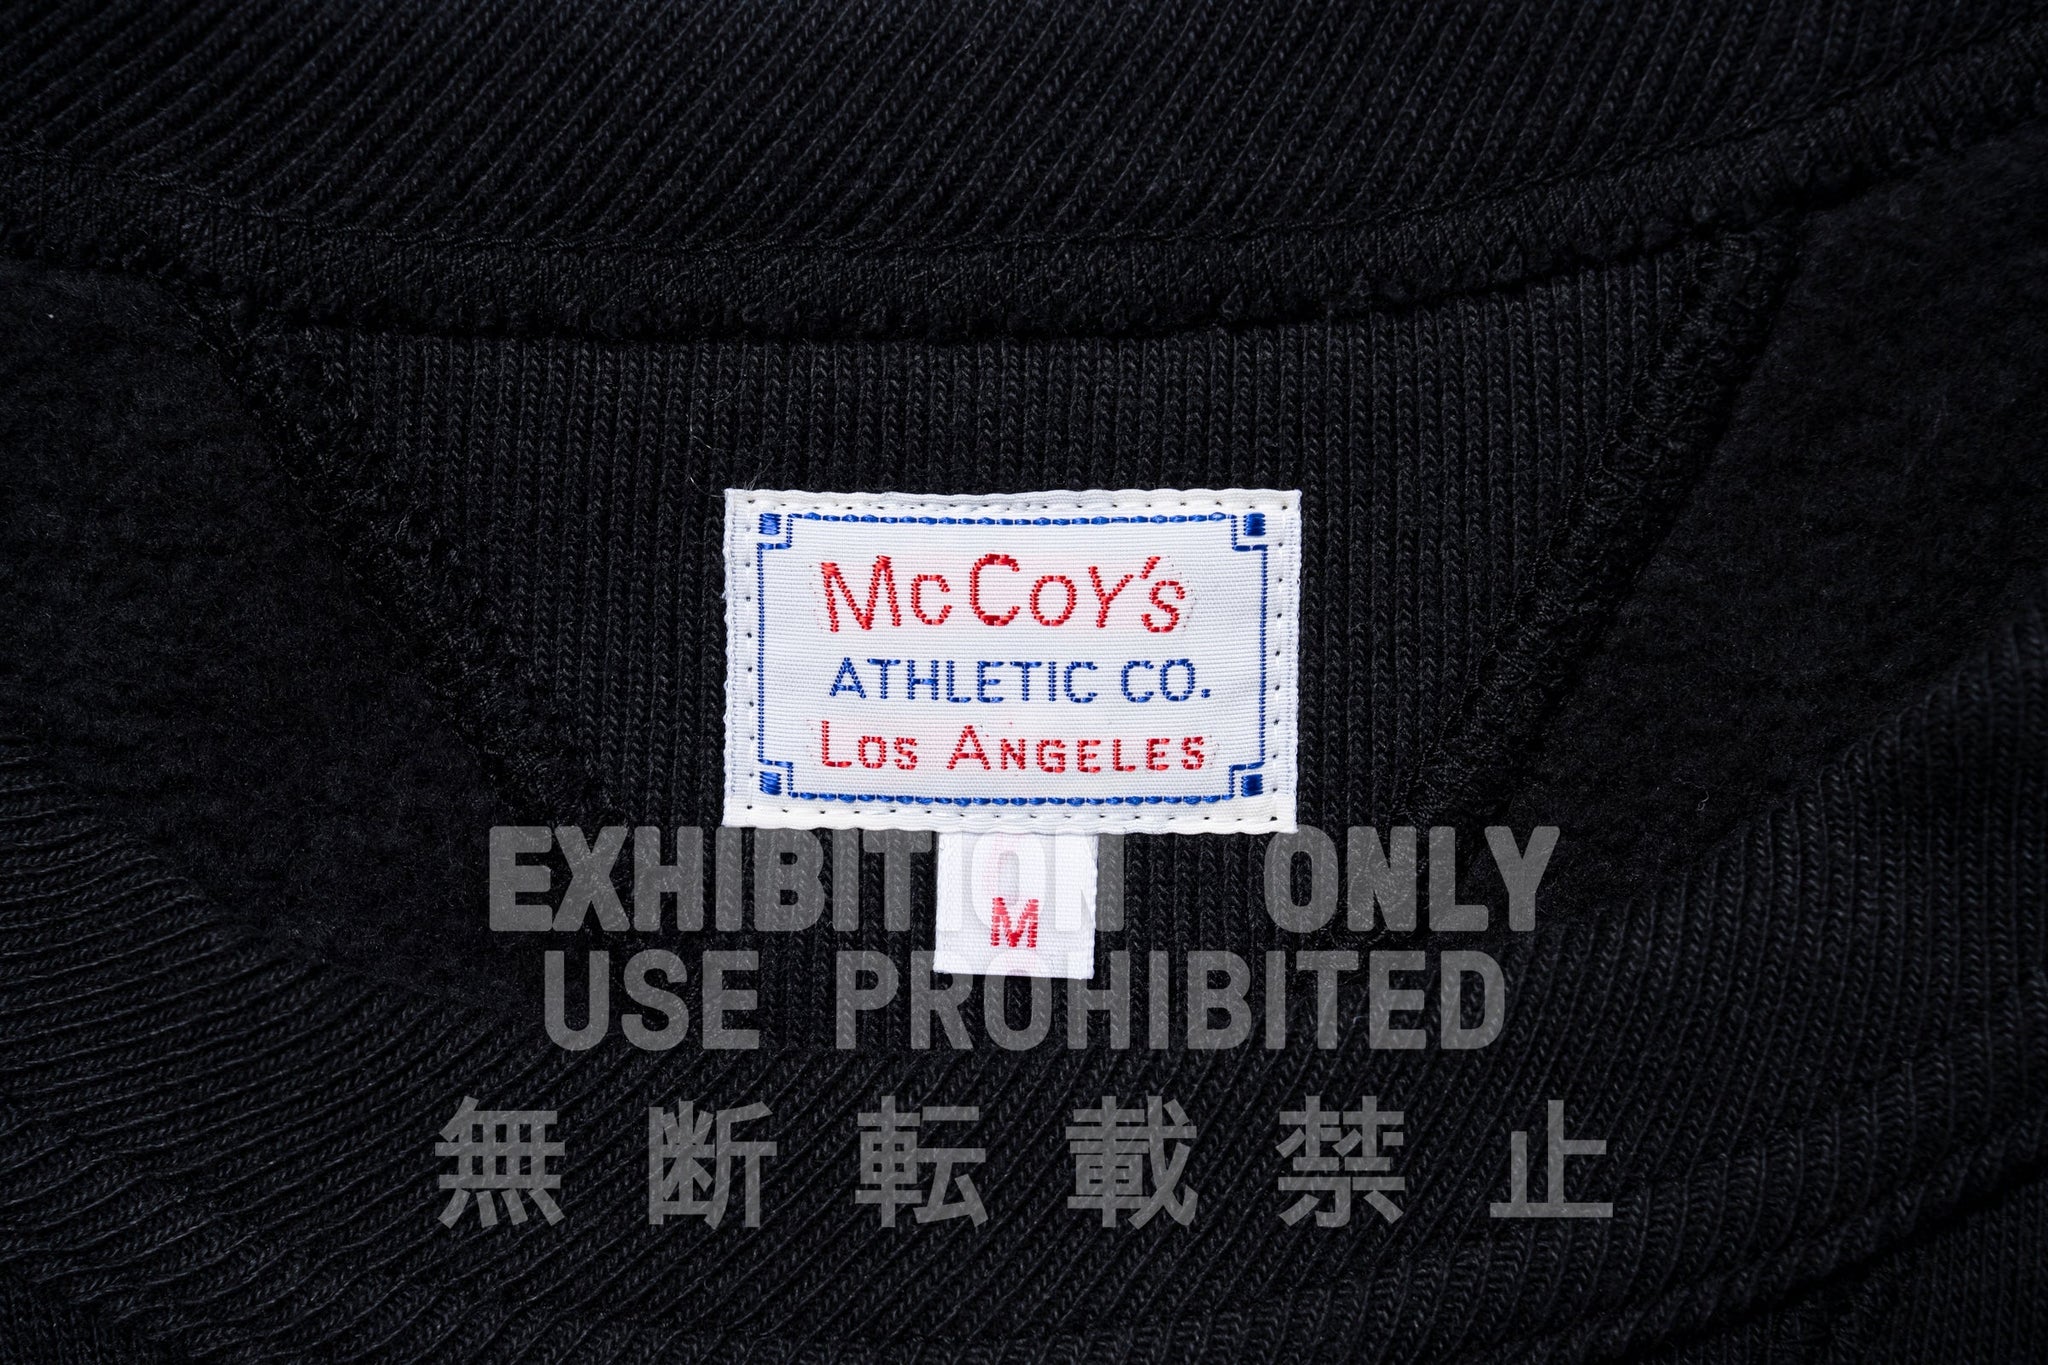 McCoy's
ATHLETIC CO.
Los Angeles
M
EXHIBITION ONLY
USE PROHIBITED
無断転載禁止